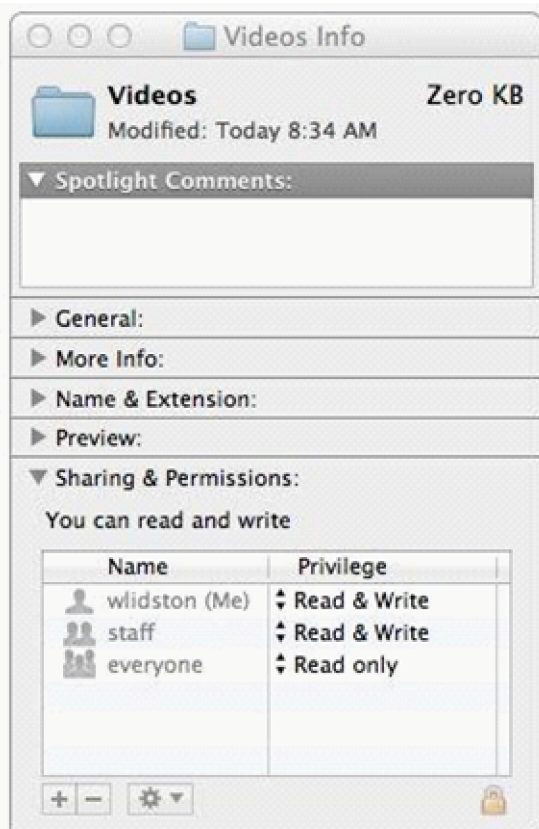 Videos Info
Videos Zero KB
Modified: Today 8:34 AM
Spotlight Comments:
General:
More Info:
Name & Extension:
Preview:
Sharing & Permissions:
You can read and write
Name Privilege
wlidston (Me) Read & Write
staff Read & Write
everyone Read only